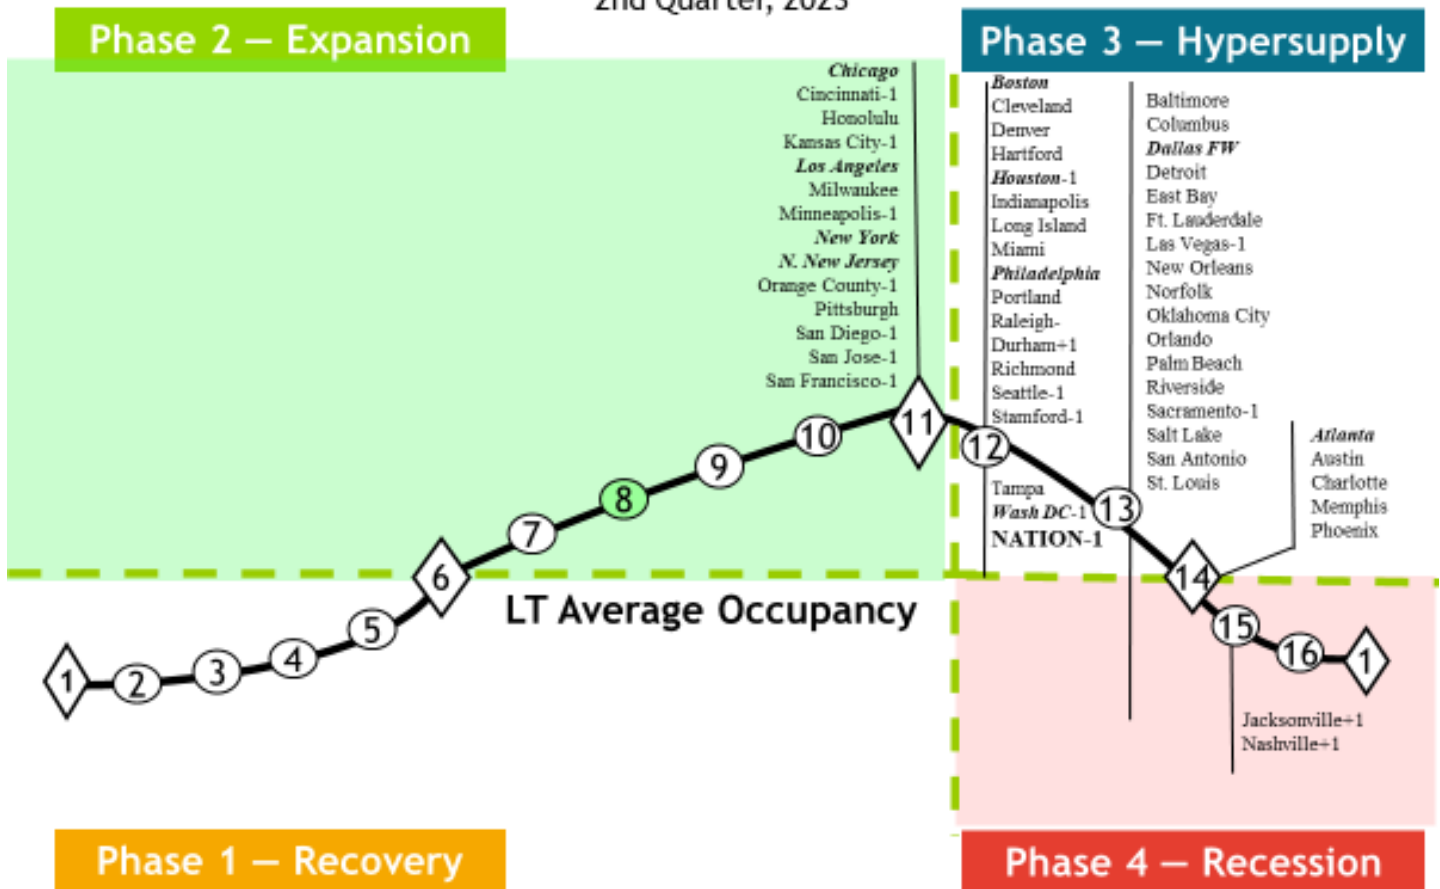 2nd Quarter, 2023
Phase 2 — Expansion
Phase 3 — Hypersupply
Chicago
Cincinnati-1
Honolulu
Kansas City-1
Los Angeles
Milwaukee
Minneapolis-1
New York
N. New Jersey
Orange County-1
Pittsburgh
San Diego-1
San Jose-1
San Francisco-1
Boston
Cleveland
Denver
Hartford
Houston-1
Indianapolis
Long Island
Miami
Philadelphia
Portland
Raleigh-
Durham+1
Richmond
Seattle-1
Stamford-1
Tampa
Wash DC-1
NATION-1
Baltimore
Columbus
Dallas FW
Detroit
East Bay
Ft. Lauderdale
Las Vegas-1
New Orleans
Norfolk
Oklahoma City
Orlando
Palm Beach
Riverside
Sacramento-1
Salt Lake
San Antonio
St. Louis
Atlanta
Austin
Charlotte
Memphis
Phoenix
1
2
3
4
5
6
7
8
9
10
11
12
13
14
15
16
1
LT Average Occupancy
Jacksonville+1
Nashville+1
Phase 1 — Recovery
Phase 4 — Recession